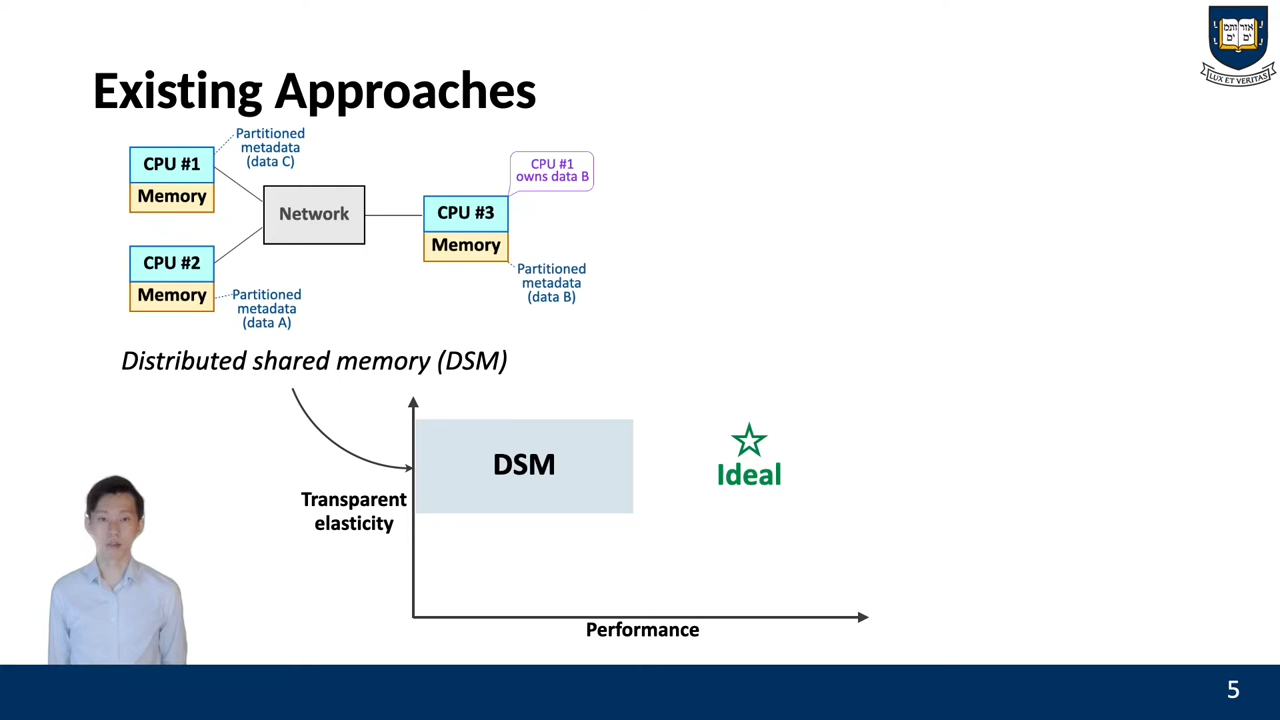 Existing Approaches
Partitioned
metadata
(data C)
CPU #1
Memory
CPU #2
Memory
Partitioned
metadata
(data A)
Network
CPU #1
owns data B
CPU #3
Memory
Partitioned
metadata
(data B)
Distributed shared memory (DSM)
DSM
Ideal
Transparent
elasticity
Performance
LUX ET VERITAS
5